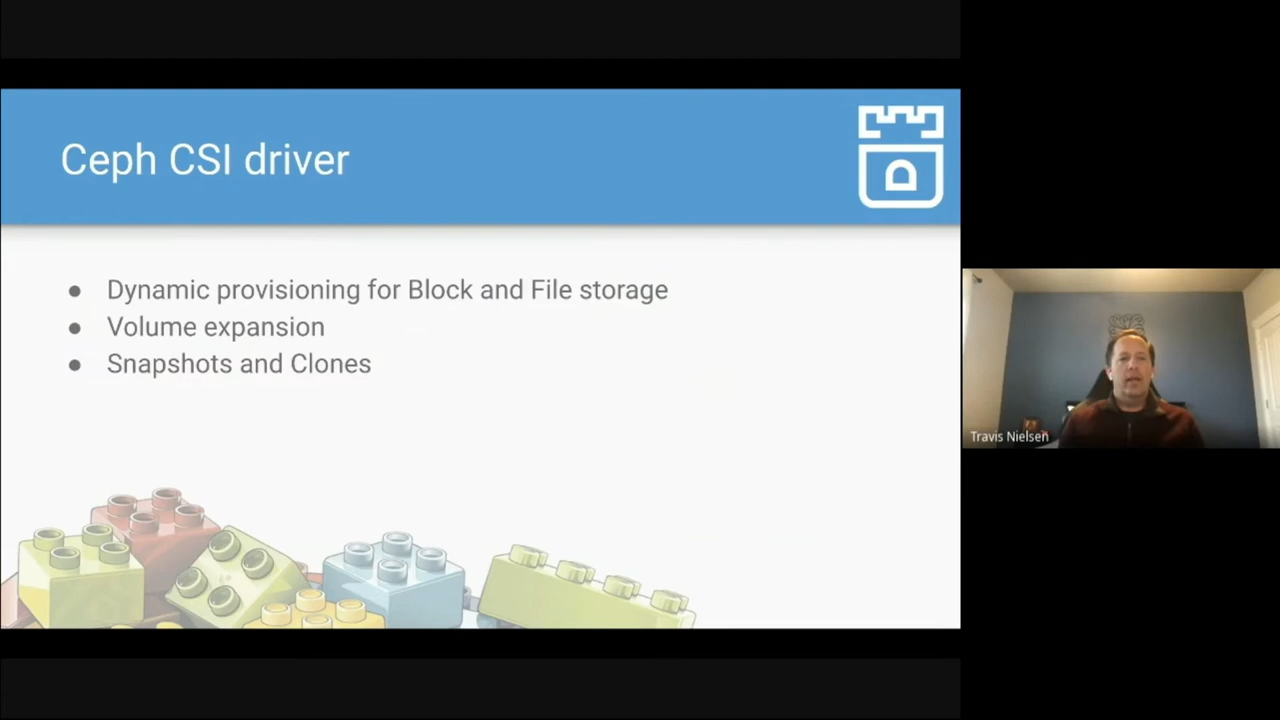 Ceph CSI driver
● Dynamic provisioning for Block and File storage
● Volume expansion
● Snapshots and Clones
Travis Nielsen